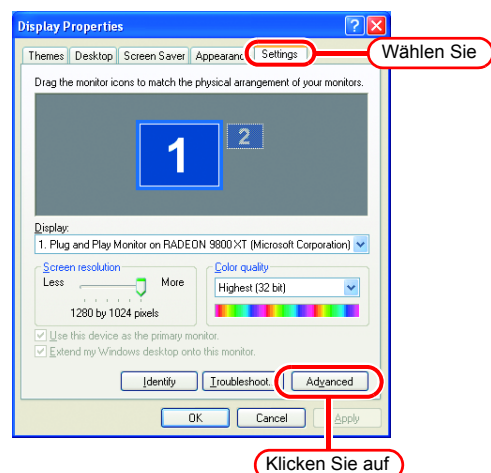 Display Properties
Themes Desktop Screen Saver Appearanc Settings
Wählen Sie
Drag the monitor icons to match the physical arrangement of your monitors.
1
2
Display:
1. Plug and Play Monitor on RADEON 9800 XT (Microsoft Corporation)
Screen resolution
Less More
1280 by 1024 pixels
Color quality
Highest (32 bit)
Use this device as the primary monitor.
Extend my Windows desktop onto this monitor.
Identify Troubleshoot. Advanced
OK Cancel Apply
Klicken Sie auf